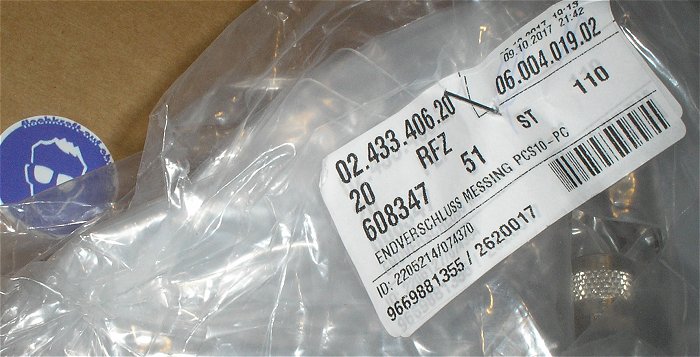 09.10.2017 21:42
02.433.406.20
06.004.019.02
20 RFZ
608347 51 ST 110
ENDVERSCHLUSS MESSING PCS10-PC
ID: 2205214/074370
9669881355 / 2620017